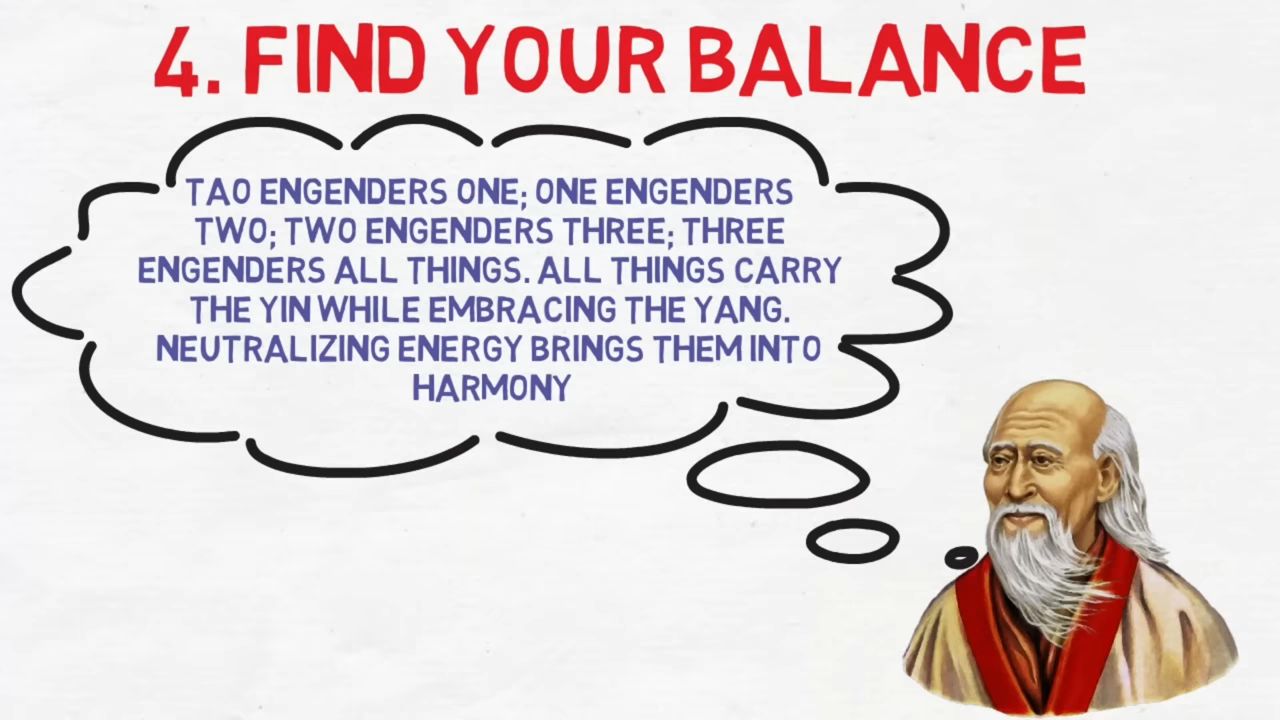 4. FIND YOUR BALANCE
TAO ENGENDERS ONE; ONE ENGENDERS
TWO; TWO ENGENDERS THREE; THREE
ENGENDERS ALL THINGS. ALL THINGS CARRY
THE YIN WHILE EMBRACING THE YANG.
NEUTRALIZING ENERGY BRINGS THEM INTO
HARMONY